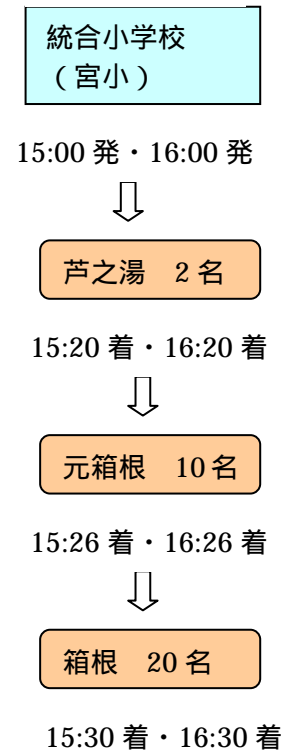 統合小学校
（宮小）
15:00 発・16:00 発
芦之湯　2 名
15:20 着・16:20 着
元箱根　10 名
15:26 着・16:26 着
箱根　20 名
15:30 着・16:30 着